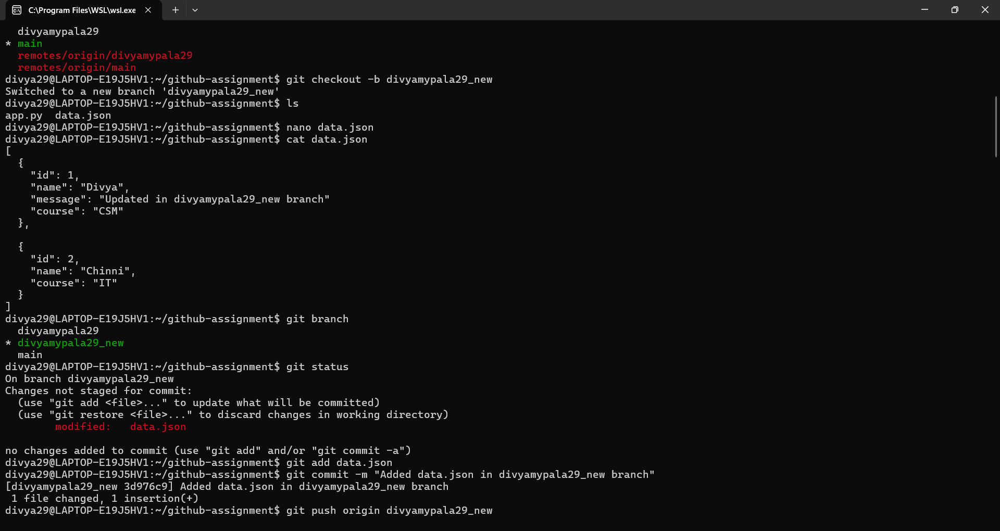 C:\Program Files\WSL\wsl.exe
  divyamypala29
* main
  remotes/origin/divyamypala29
  remotes/origin/main
divya29@LAPTOP-E19J5HV1:~/github-assignment$ git checkout -b divyamypala29_new
Switched to a new branch 'divyamypala29_new'
divya29@LAPTOP-E19J5HV1:~/github-assignment$ ls
app.py  data.json
divya29@LAPTOP-E19J5HV1:~/github-assignment$ nano data.json
divya29@LAPTOP-E19J5HV1:~/github-assignment$ cat data.json
[
  {
    "id": 1,
    "name": "Divya",
    "message": "Updated in divyamypala29_new branch"
    "course": "CSM"
  },
  {
    "id": 2,
    "name": "Chinni",
    "course": "IT"
  }
]
divya29@LAPTOP-E19J5HV1:~/github-assignment$ git branch
  divyamypala29
* divyamypala29_new
  main
divya29@LAPTOP-E19J5HV1:~/github-assignment$ git status
On branch divyamypala29_new
Changes not staged for commit:
  (use "git add <file>..." to update what will be committed)
  (use "git restore <file>..." to discard changes in working directory)
        modified:   data.json
no changes added to commit (use "git add" and/or "git commit -a")
divya29@LAPTOP-E19J5HV1:~/github-assignment$ git add data.json
divya29@LAPTOP-E19J5HV1:~/github-assignment$ git commit -m "Added data.json in divyamypala29_new branch"
[divyamypala29_new 3d976c9] Added data.json in divyamypala29_new branch
 1 file changed, 1 insertion(+)
divya29@LAPTOP-E19J5HV1:~/github-assignment$ git push origin divyamypala29_new